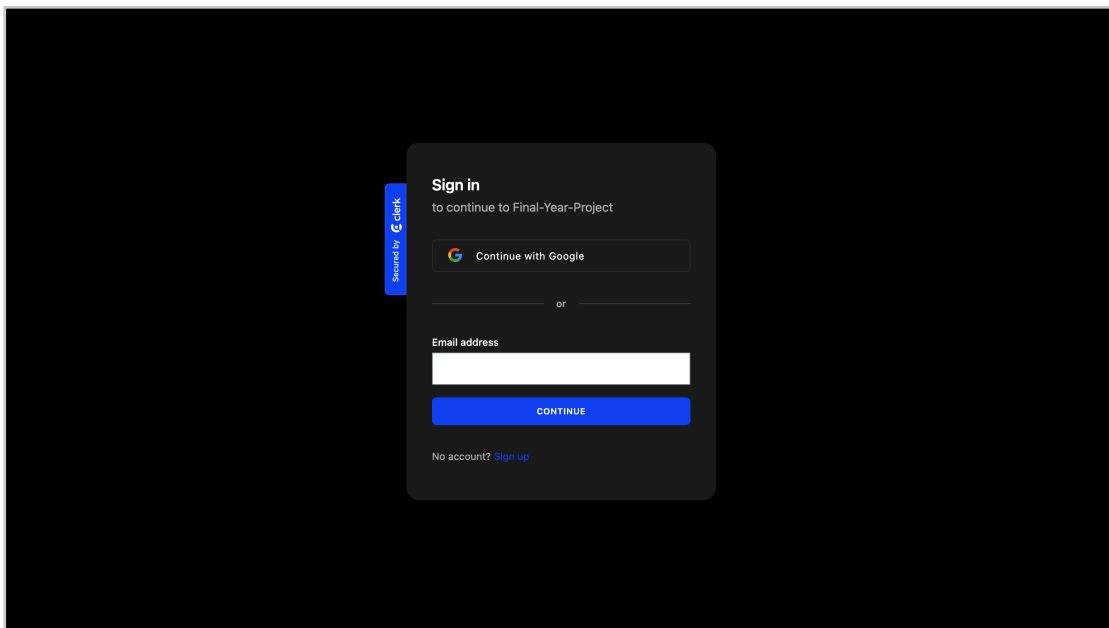 Sign in
to continue to Final-Year-Project
Secured by clerk
Continue with Google
or
Email address
CONTINUE
No account? Sign up